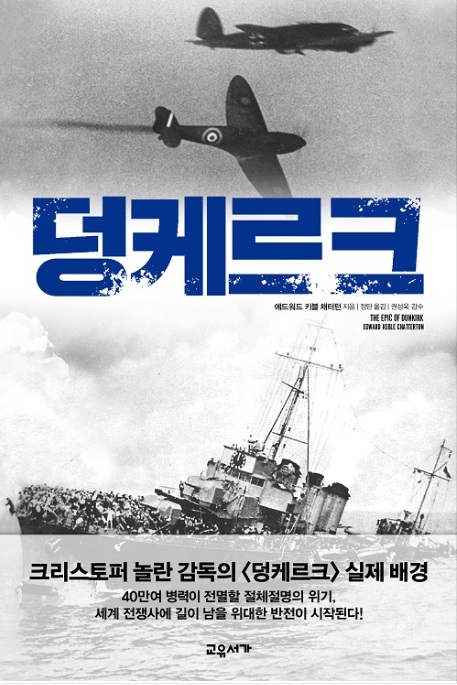 덩케르크
에드워드 키블 채터턴 지음 | 정탄 옮김 | 권성욱 감수
THE EPIC OF DUNKIRK
EDWARD KEBLE CHATTERTON
크리스토퍼 놀란 감독의 〈덩케르크〉 실제 배경
40만여 병력이 전멸할 절체절명의 위기,
세계 전쟁사에 길이 남을 위대한 반전이 시작된다!
교유서가